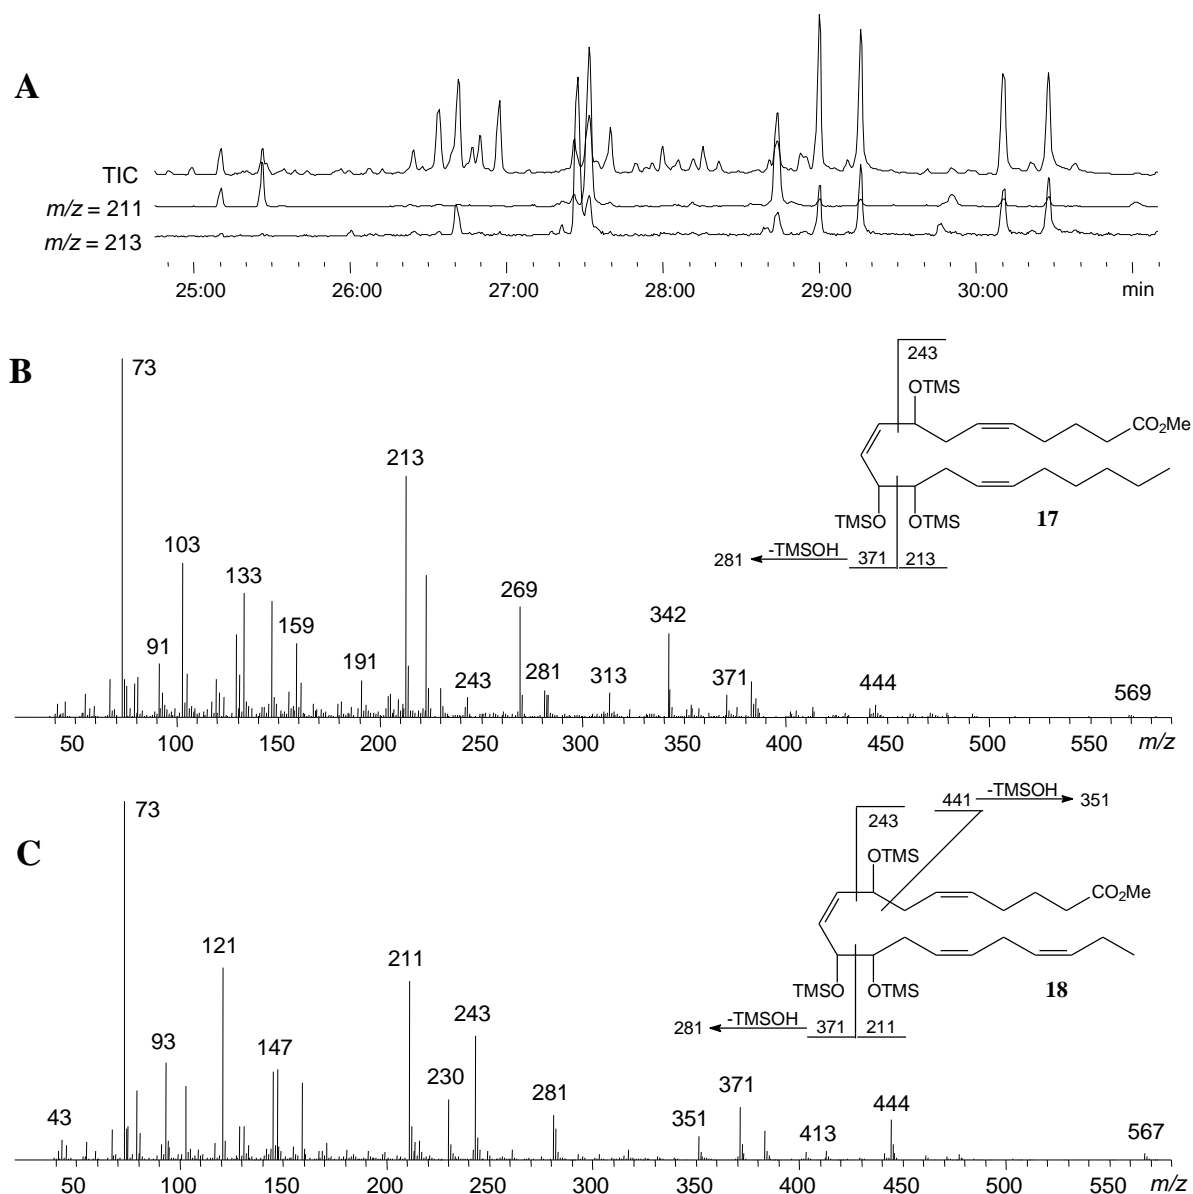 A
TIC
m/z = 211
m/z = 213
25:00 26:00 27:00 28:00 29:00 30:00 min
B
73
91
103
133
159
191
213
243
269
281
313
342
371
444
569
50 100 150 200 250 300 350 400 450 500 550 m/z
243
OTMS
CO2Me
TMSO OTMS
17
281 -TMSOH 371 213
C
73
43
93
121
147
211
230
243
281
351
371
413
444
567
50 100 150 200 250 300 350 400 450 500 550 m/z
441 -TMSOH 351
243
OTMS
CO2Me
TMSO OTMS
18
281 -TMSOH 371 211